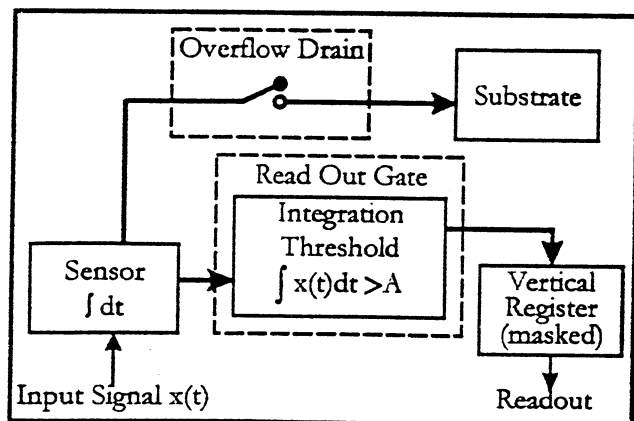 Overflow Drain
Substrate
Read Out Gate
Integration
Threshold
∫ x(t)dt >A
Sensor
∫ dt
Vertical
Register
(masked)
Input Signal x(t)
Readout